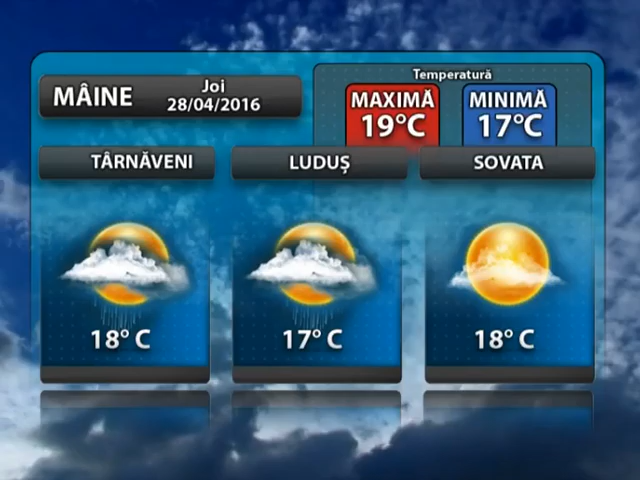 MÂINE
Joi
28/04/2016
Temperatură
MAXIMĂ
19°C
MINIMĂ
17°C
TÂRNĂVENI
LUDUȘ
SOVATA
18° C
17° C
18° C